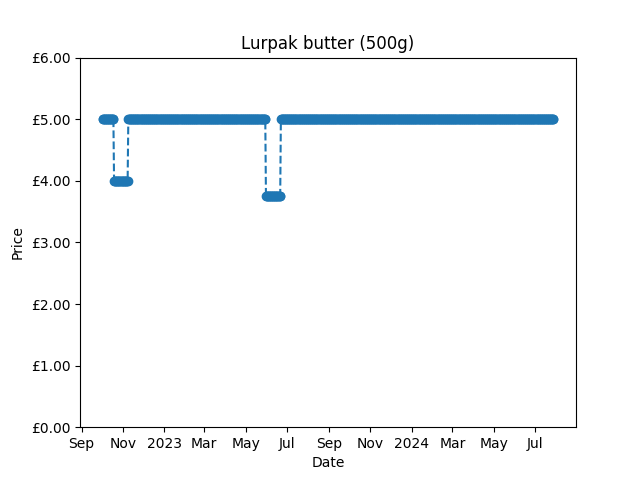 Lurpak butter (500g)
£6.00
£5.00
£4.00
£3.00
£2.00
£1.00
£0.00
Price
Sep Nov 2023 Mar May Jul Sep Nov 2024 Mar May Jul
Date